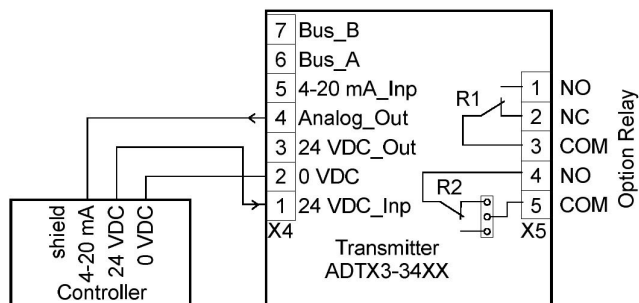 7 Bus_B
6 Bus_A
5 4-20 mA_Inp
4 Analog_Out
3 24 VDC_Out
2 0 VDC
1 24 VDC_Inp
X4
R1
1 NO
2 NC
3 COM
R2
4 NO
5 COM
X5
Option Relay
Transmitter
ADTX3-34XX
shield
4-20 mA
24 VDC
0 VDC
Controller